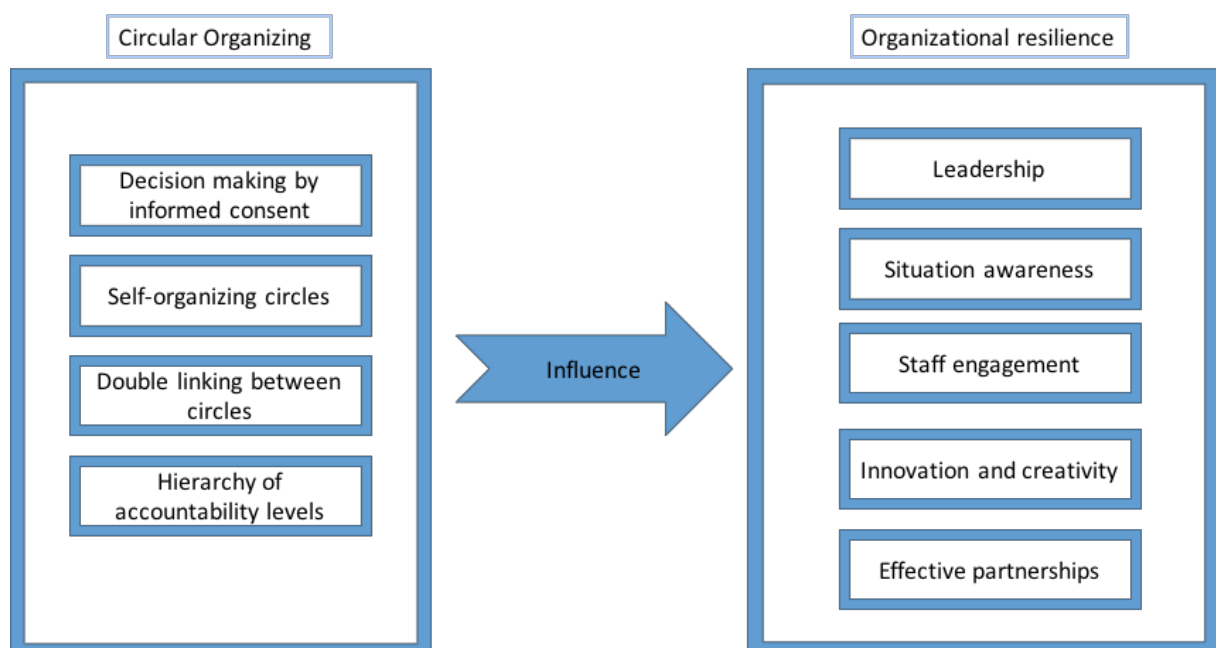 Circular Organizing
Decision making by
informed consent
Self-organizing circles
Double linking between
circles
Hierarchy of
accountability levels
Influence
Organizational resilience
Leadership
Situation awareness
Staff engagement
Innovation and creativity
Effective partnerships